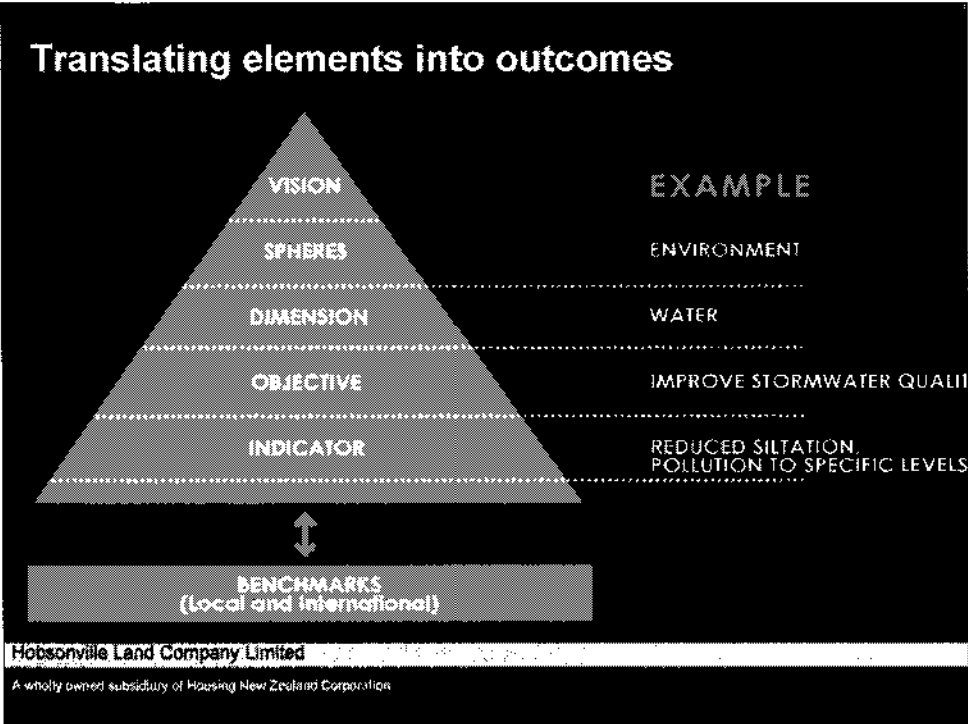 Translating elements into outcomes
VISION
EXAMPLE
SPHERES
ENVIRONMENT
DIMENSION
WATER
OBJECTIVE
IMPROVE STORMWATER QUALIT
INDICATOR
REDUCED SILTATION,
POLLUTION TO SPECIFIC LEVELS
BENCHMARKS
(Local and International)
Hobsonville Land Company Limited
A wholly owned subsidiary of Housing New Zealand Corporation